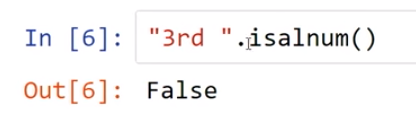 In [6]: "3rd ".isalnum()
Out[6]: False